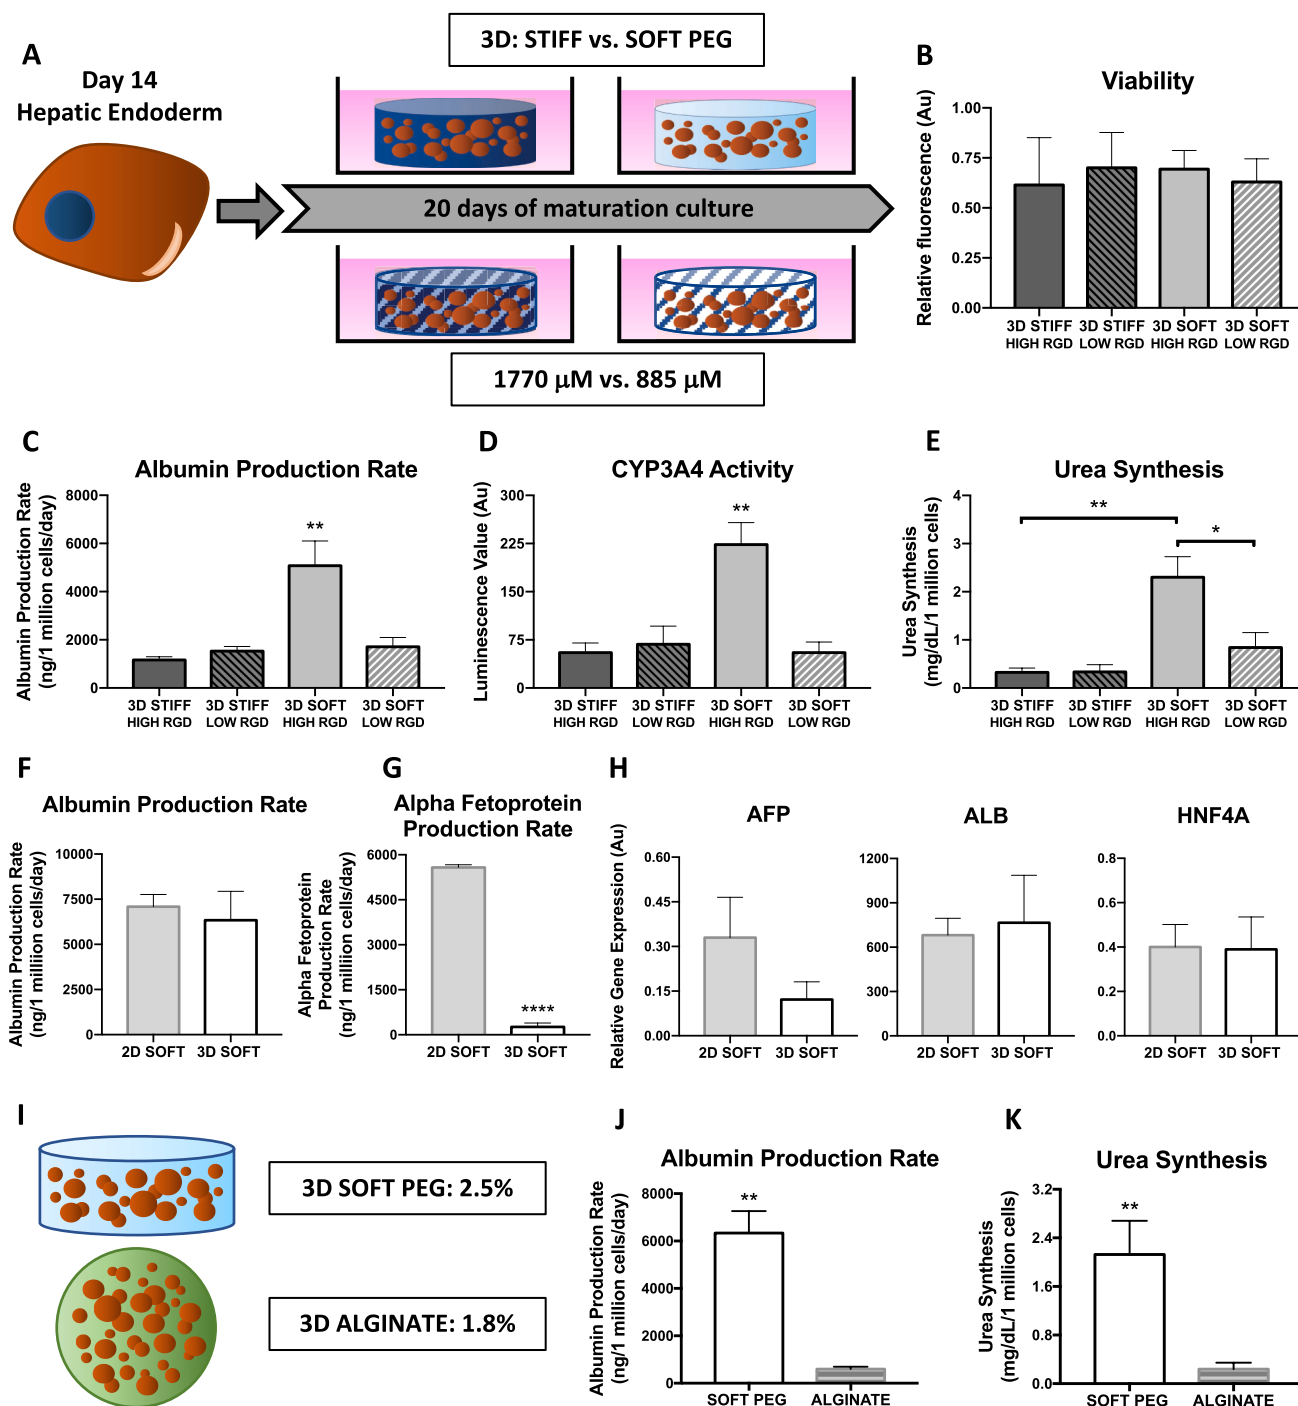 A
3D: STIFF vs. SOFT PEG
Day 14
Hepatic Endoderm
20 days of maturation culture
1770 µM vs. 885 µM
B
Viability
Relative fluorescence (Au)
1.00
0.75
0.50
0.25
0.00
3D STIFF
HIGH RGD
3D STIFF
LOW RGD
3D SOFT
HIGH RGD
3D SOFT
LOW RGD
C
Albumin Production Rate
Albumin Production Rate
(ng/1 million cells/day)
8000
6000
4000
2000
0
**
3D STIFF
HIGH RGD
3D STIFF
LOW RGD
3D SOFT
HIGH RGD
3D SOFT
LOW RGD
D
CYP3A4 Activity
Luminescence Value (Au)
300
225
150
75
0
**
3D STIFF
HIGH RGD
3D STIFF
LOW RGD
3D SOFT
HIGH RGD
3D SOFT
LOW RGD
E
Urea Synthesis
Urea Synthesis
(mg/dL/1 million cells)
4
3
2
1
0
**
*
3D STIFF
HIGH RGD
3D STIFF
LOW RGD
3D SOFT
HIGH RGD
3D SOFT
LOW RGD
F
Albumin Production Rate
Albumin Production Rate
(ng/1 milliion cells/day)
10000
7500
5000
2500
0
2D SOFT
3D SOFT
G
Alpha Fetoprotein
Production Rate
Alpha Fetoprotein
Production Rate
(ng/1 milliion cells/day)
6000
4500
3000
1500
0
****
2D SOFT
3D SOFT
H
Relative Gene Expression (Au)
AFP
0.60
0.45
0.30
0.15
0.00
2D SOFT
3D SOFT
ALB
1200
900
600
300
0
2D SOFT
3D SOFT
HNF4A
0.8
0.6
0.4
0.2
0.0
2D SOFT
3D SOFT
I
3D SOFT PEG: 2.5%
3D ALGINATE: 1.8%
J
Albumin Production Rate
Albumin Production Rate
(ng/1 million cells/day)
8000
6000
4000
2000
0
**
SOFT PEG
ALGINATE
K
Urea Synthesis
Urea Synthesis
(mg/dL/1 million cells)
3.2
2.4
1.6
0.8
0.0
**
SOFT PEG
ALGINATE